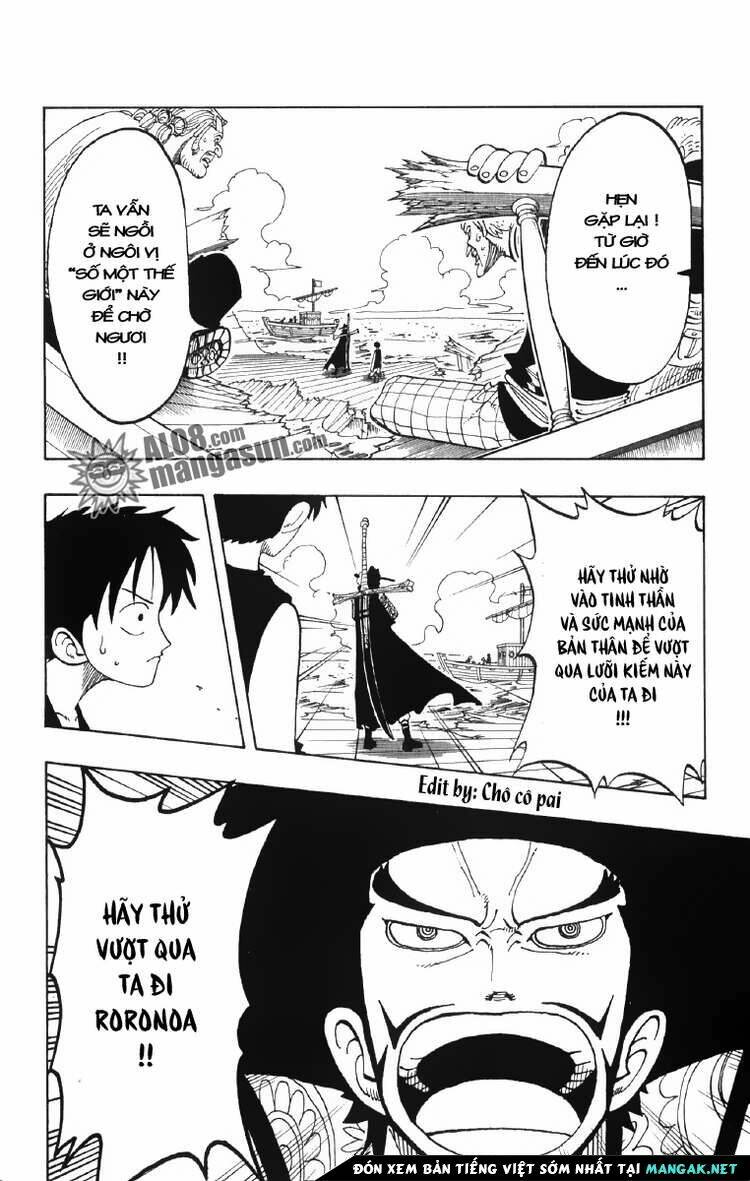 HẸN
GẶP LẠI !
TỪ GIỜ
ĐẾN LÚC ĐÓ
...
TA VẪN
SẼ NGỒI
Ở NGÔI VỊ
“SỐ MỘT THẾ
GIỚI” NÀY
ĐỂ CHỜ
NGƯƠI
!!
ALO8.com
mangasun.com
HÃY THỬ NHỜ
VÀO TINH THẦN
VÀ SỨC MẠNH CỦA
BẢN THÂN ĐỂ VƯỢT
QUA LƯỠI KIẾM NÀY
CỦA TA ĐI
!!!
Edit by: Chô cô pai
HÃY THỬ
VƯỢT QUA
TA ĐI
RORONOA
!!
ĐÓN XEM BẢN TIẾNG VIỆT SỚM NHẤT TẠI MANGAK.NET